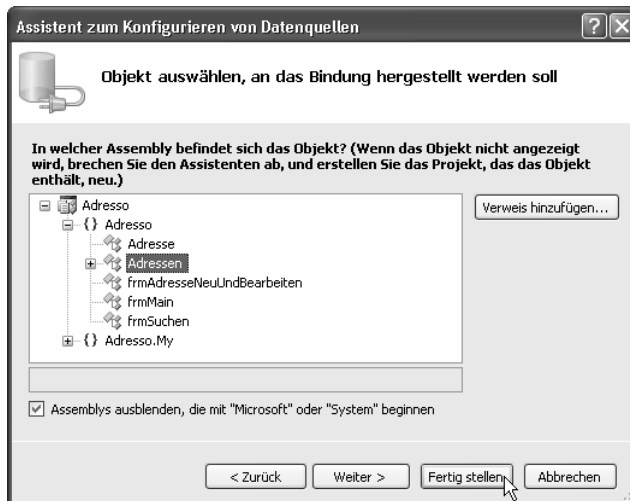 Assistent zum Konfigurieren von Datenquellen
Objekt auswählen, an das Bindung hergestellt werden soll
In welcher Assembly befindet sich das Objekt? (Wenn das Objekt nicht angezeigt
wird, brechen Sie den Assistenten ab, und erstellen Sie das Projekt, das das Objekt
enthält, neu.)
Adresso
{} Adresso
Adresse
Adressen
frmAdresseNeuUndBearbeiten
frmMain
frmSuchen
{} Adresso.My
Verweis hinzufügen...
Assemblys ausblenden, die mit "Microsoft" oder "System" beginnen
< Zurück
Weiter >
Fertig stellen
Abbrechen